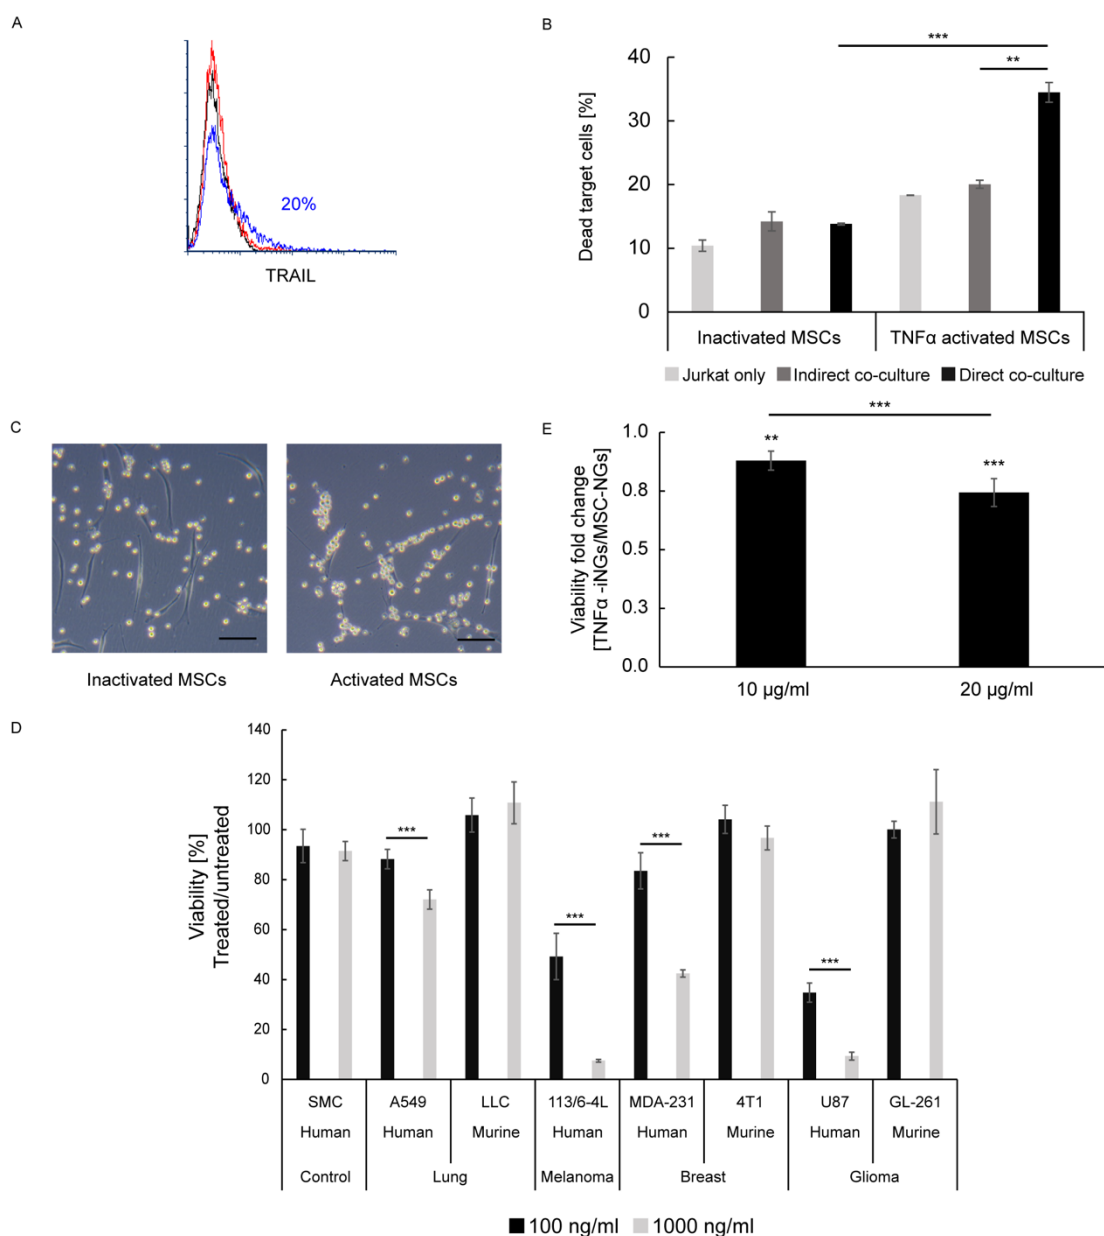 A
20%
TRAIL
B
***
**
Dead target cells [%]
40
30
20
10
0
Inactivated MSCs
TNFα activated MSCs
Jurkat only
Indirect co-culture
Direct co-culture
C
Inactivated MSCs
Activated MSCs
E
***
**
***
Viability fold change
[TNFα -iNGs/MSC-NGs]
1.0
0.8
0.5
0.3
0.0
10 µg/ml
20 µg/ml
D
Viability [%]
Treated/untreated
140
120
100
80
60
40
20
0
***
***
***
***
SMC A549 LLC 113/6-4L MDA-231 4T1 U87 GL-261
Human Human Murine Human Human Murine Human Murine
Control Lung Melanoma Breast Glioma
100 ng/ml 1000 ng/ml